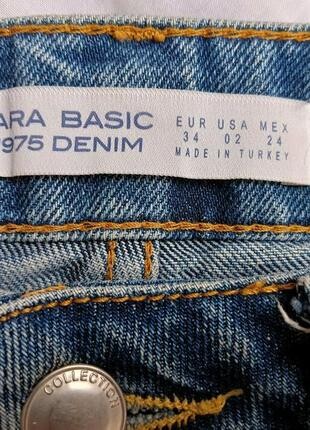 ARA BASIC
975 DENIM
EUR USA MEX
34 02 24
MADE IN TURKEY
COLLECTION